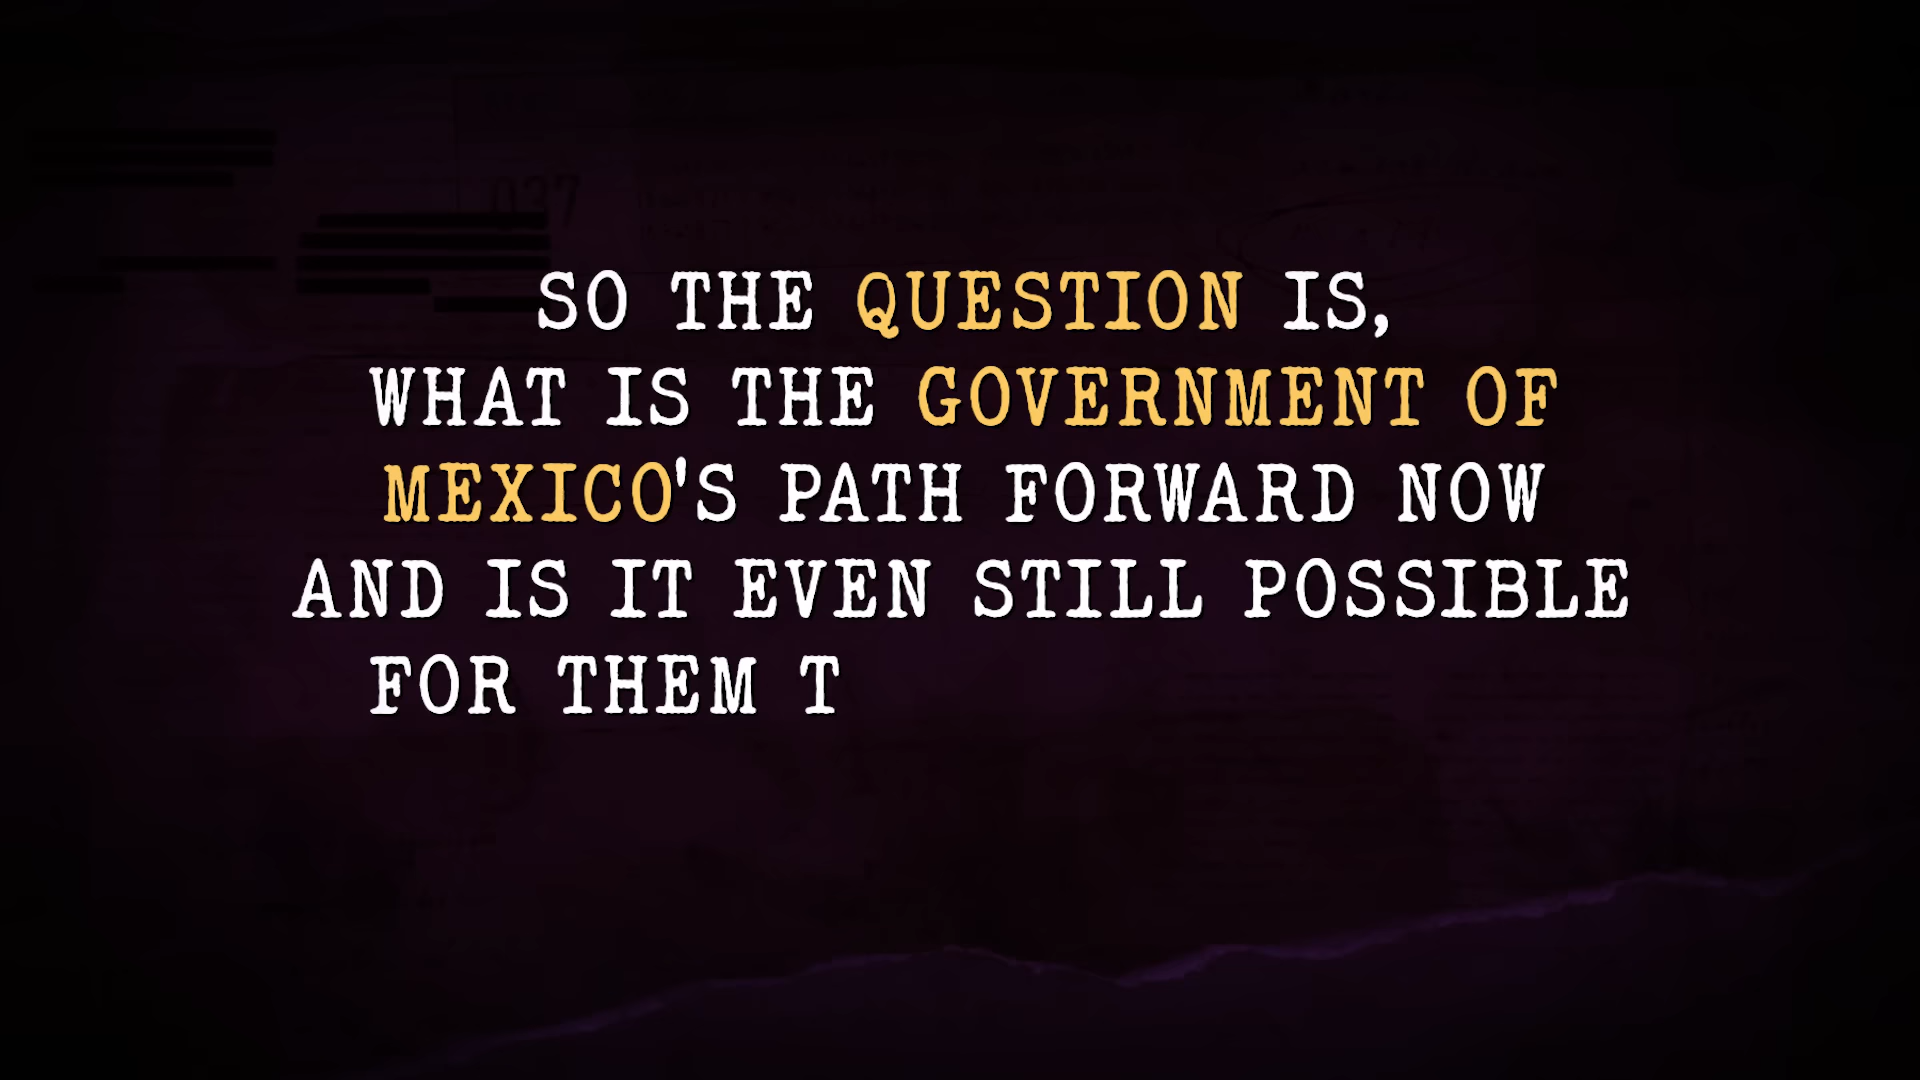 037
SO THE QUESTION IS,
WHAT IS THE GOVERNMENT OF
MEXICO'S PATH FORWARD NOW
AND IS IT EVEN STILL POSSIBLE
FOR THEM T